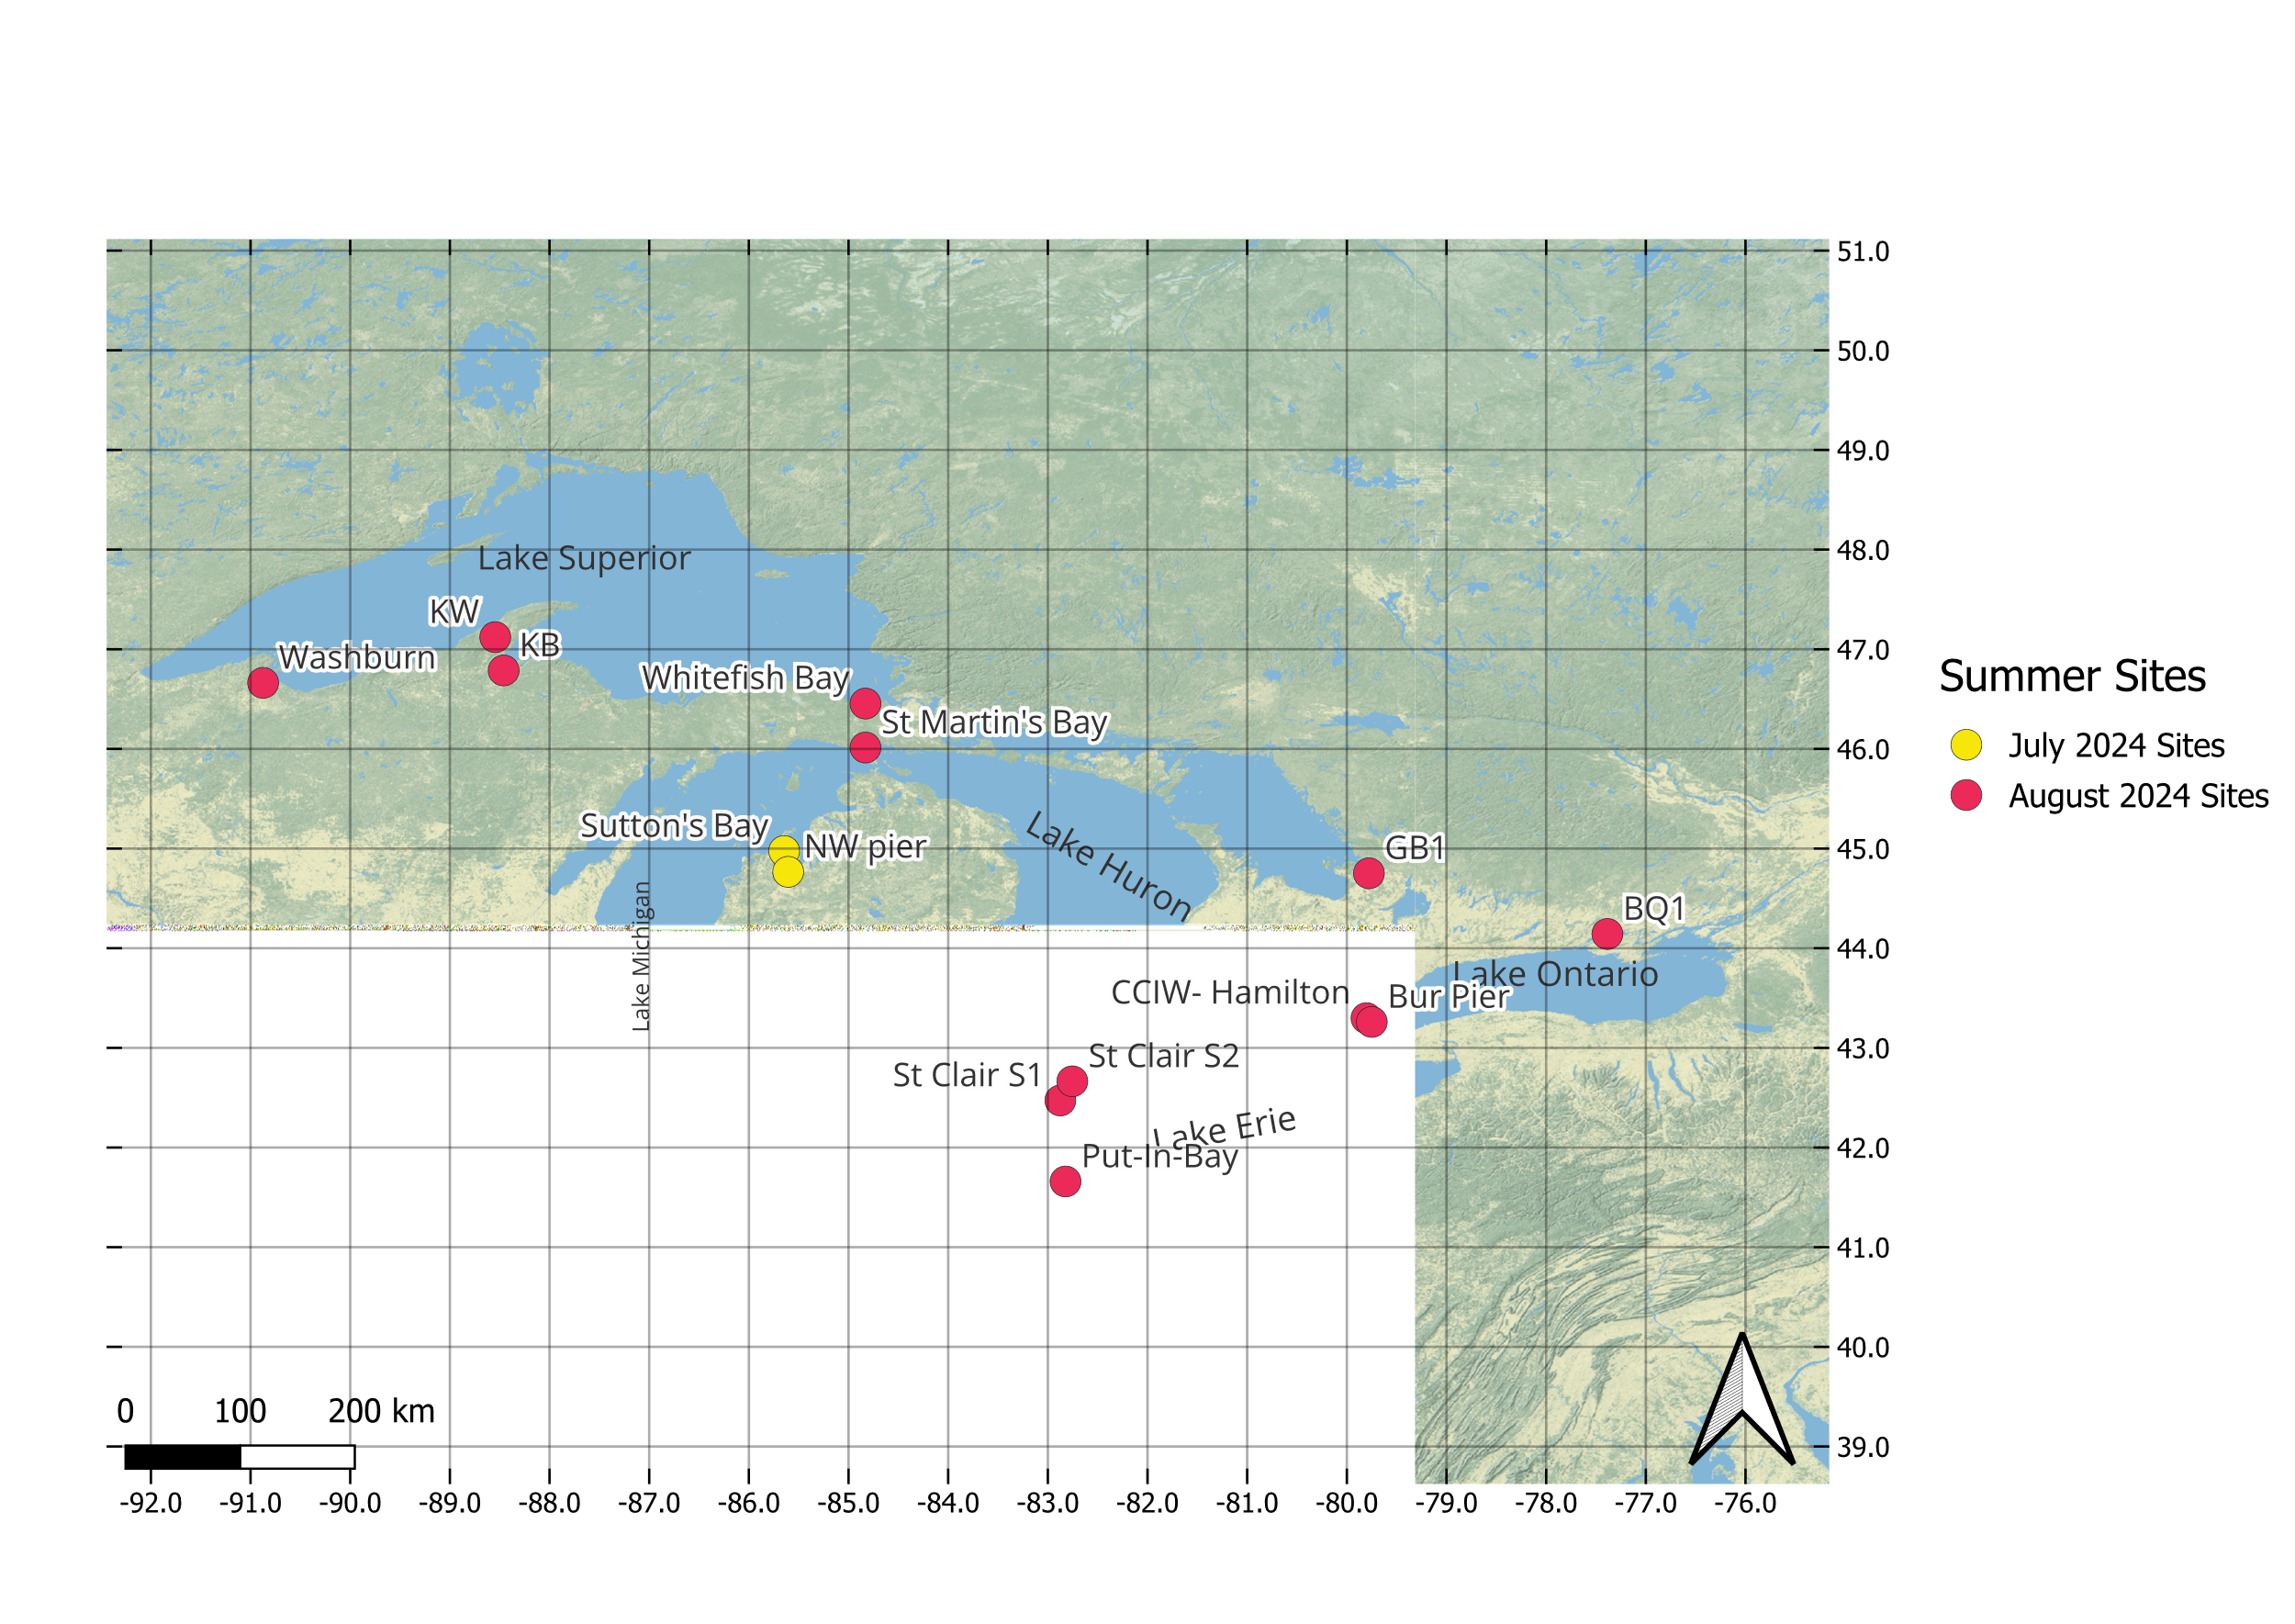 51.0
50.0
49.0
48.0
Lake Superior
KW
KB
47.0
Washburn
Whitefish Bay
St Martin's Bay
46.0
Summer Sites
July 2024 Sites
August 2024 Sites
Sutton's Bay
NW pier
Lake Huron
GB1
45.0
Lake Michigan
BQ1
44.0
Lake Ontario
CCIW- Hamilton
Bur Pier
43.0
St Clair S2
St Clair S1
Lake Erie
42.0
Put-In-Bay
41.0
40.0
0 100 200 km
39.0
-92.0 -91.0 -90.0 -89.0 -88.0 -87.0 -86.0 -85.0 -84.0 -83.0 -82.0 -81.0 -80.0 -79.0 -78.0 -77.0 -76.0